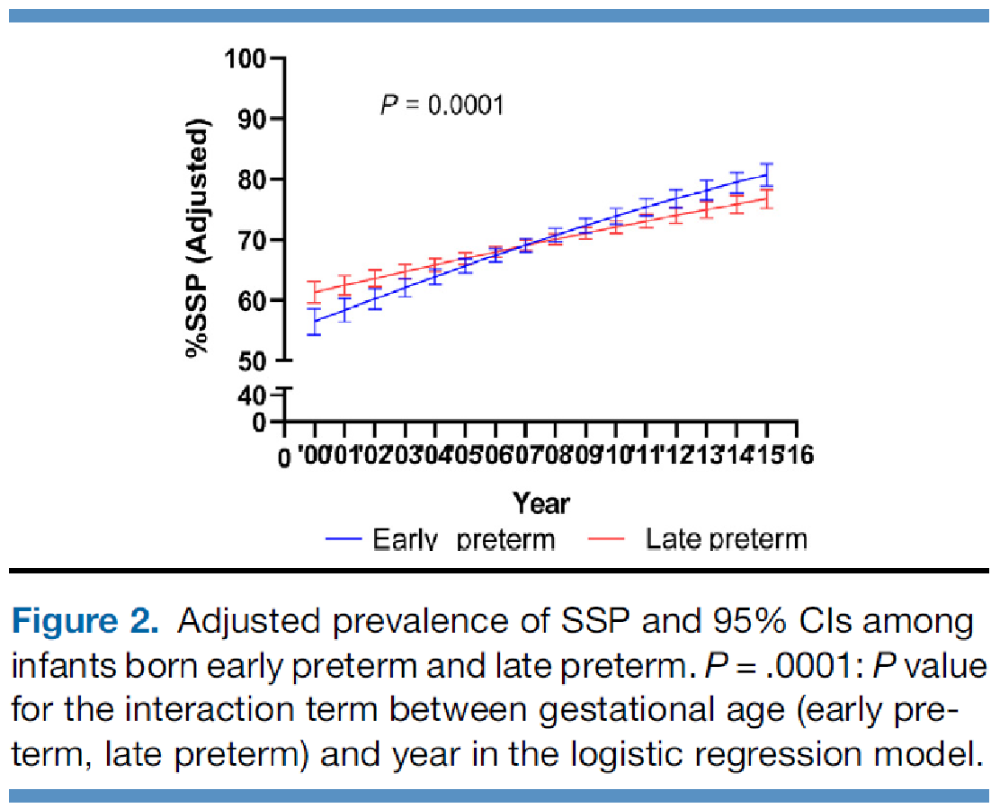 100
P = 0.0001
90
80
70
60
50
40
0
%SSP (Adjusted)
0 '00'01'02'03'04'05'06'07'08'09'10'11'12'13'14'15'16
Year
Early preterm Late preterm
Figure 2. Adjusted prevalence of SSP and 95% CIs among
infants born early preterm and late preterm. P = .0001: P value
for the interaction term between gestational age (early pre-
term, late preterm) and year in the logistic regression model.